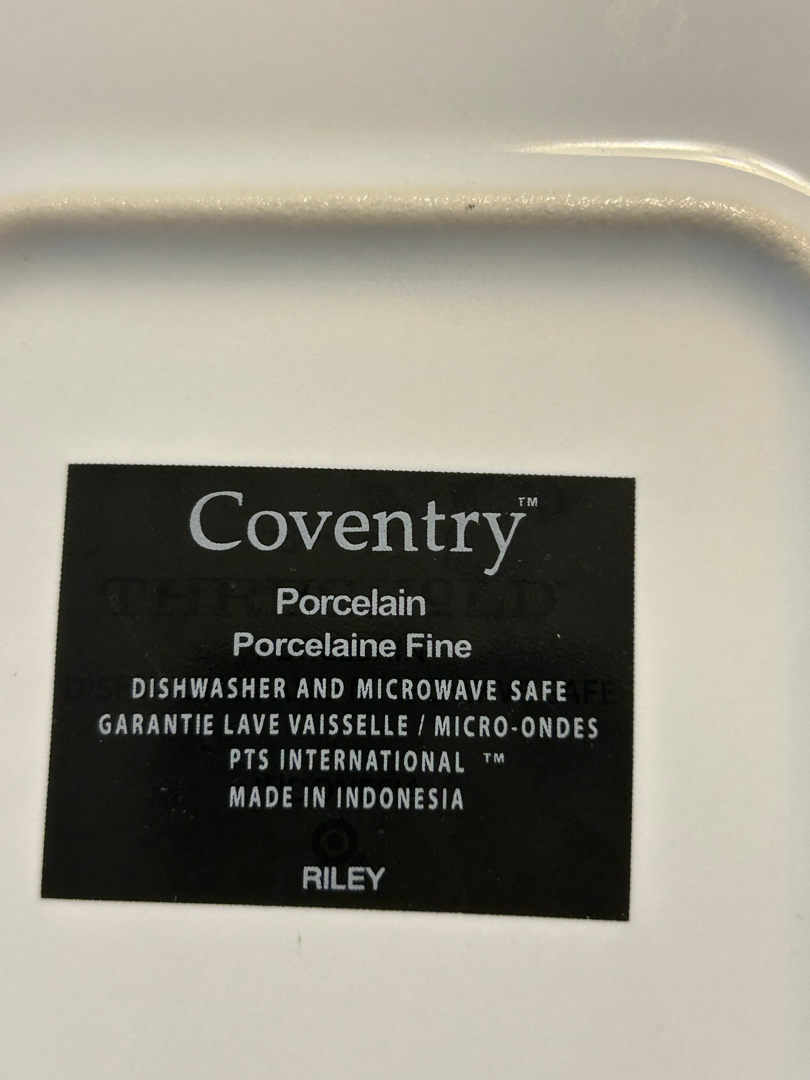 Coventry™
Porcelain
Porcelaine Fine
DISHWASHER AND MICROWAVE SAFE
GARANTIE LAVE VAISSELLE / MICRO-ONDES
PTS INTERNATIONAL ™
MADE IN INDONESIA
RILEY